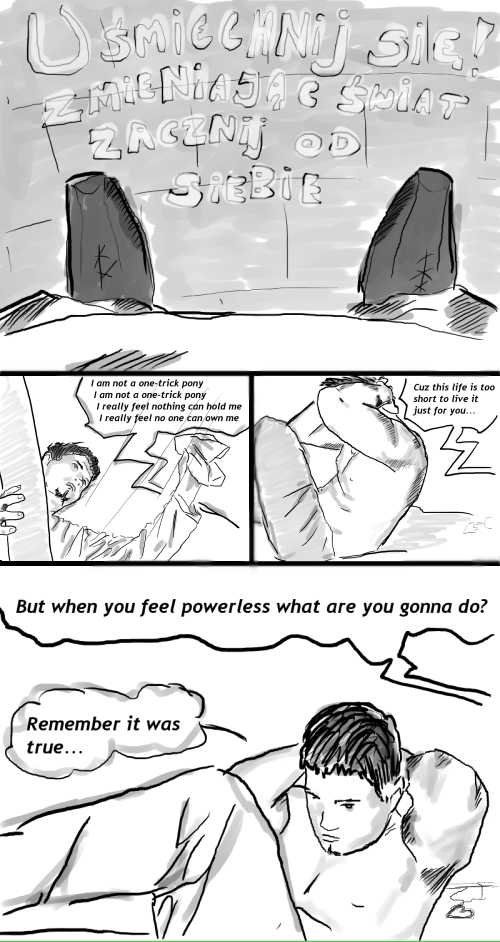 UŚMIECHNIJ SIĘ!
ZMIENIAJĄC ŚWIAT
ZACZNIJ OD
SIEBIE
I am not a one-trick pony
I am not a one-trick pony
I really feel nothing can hold me
I really feel no one can own me
Cuz this life is too
short to live it
just for you...
But when you feel powerless what are you gonna do?
Remember it was
true...